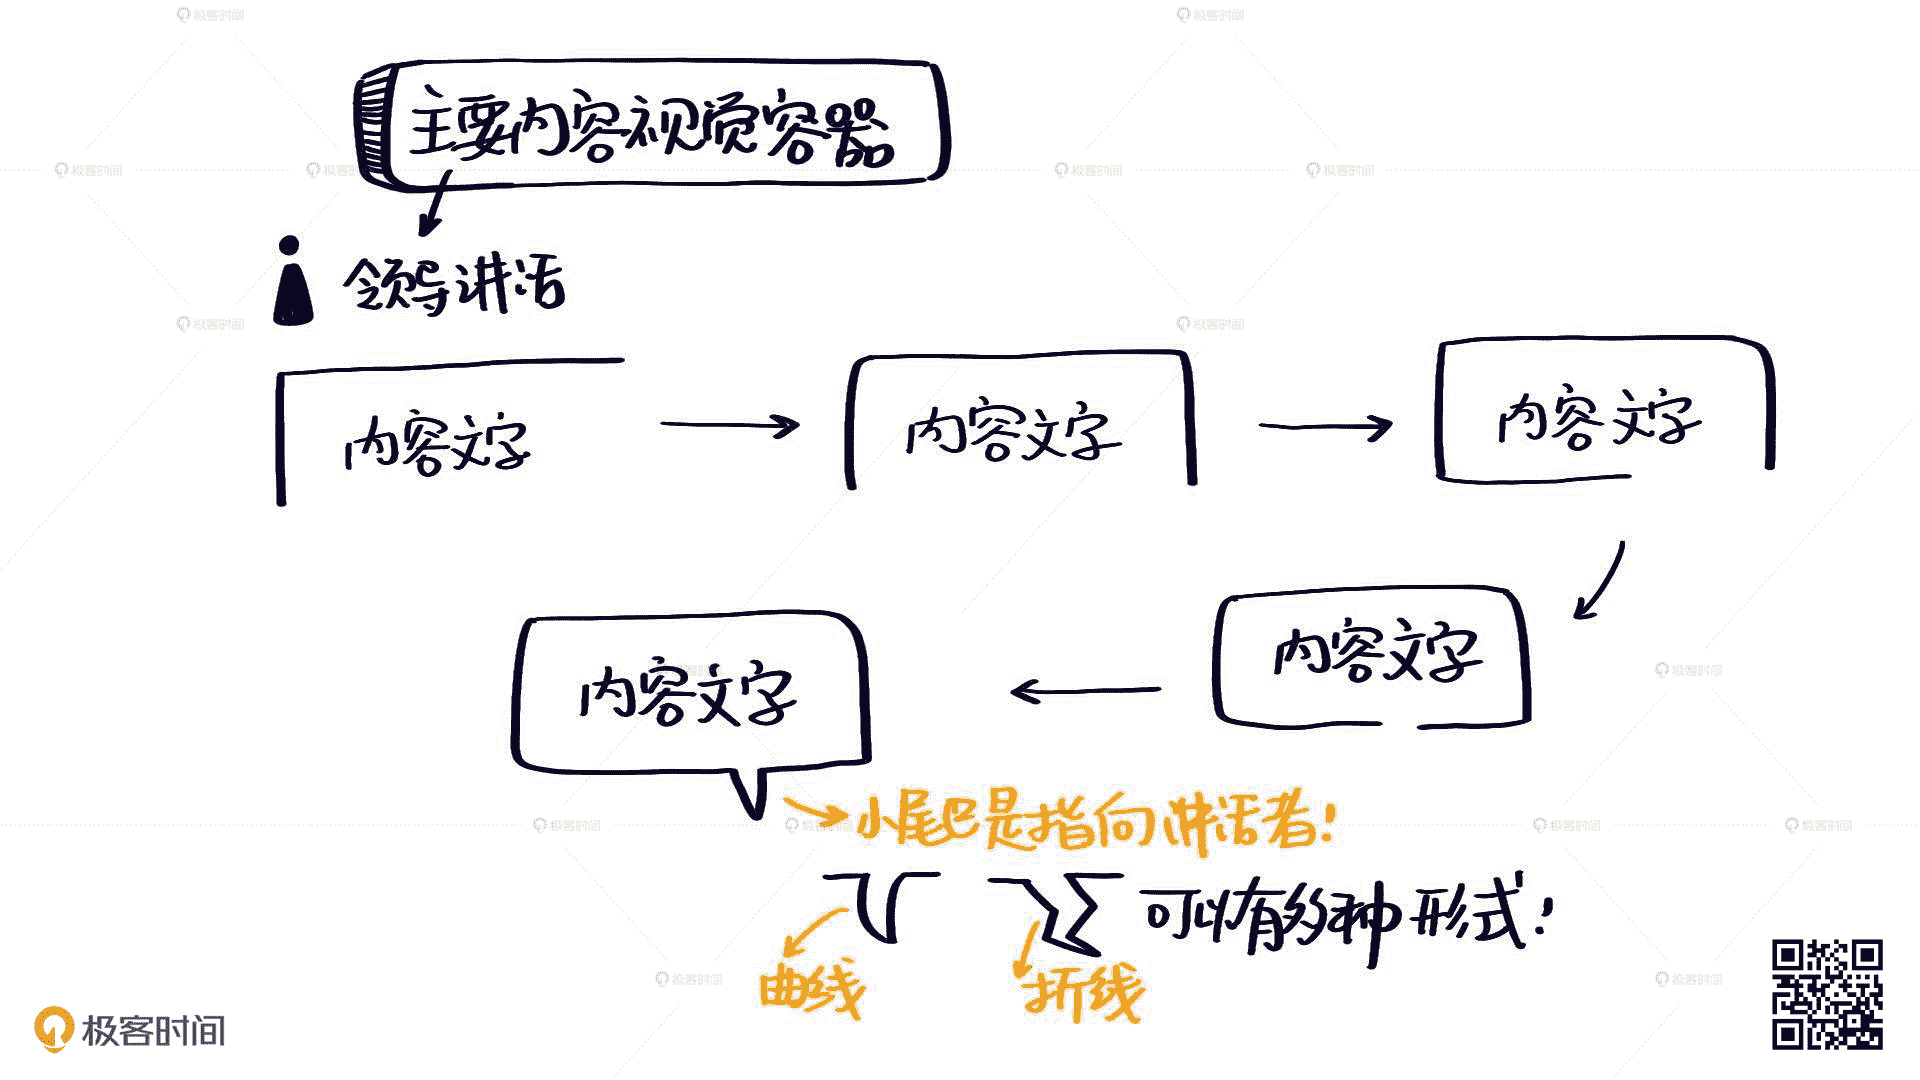 主要内容视觉容器
领导讲话
内容文字
内容文字
内容文字
内容文字
内容文字
小尾巴是指向讲话者!
可以有多种形式!
曲线
折线
极客时间